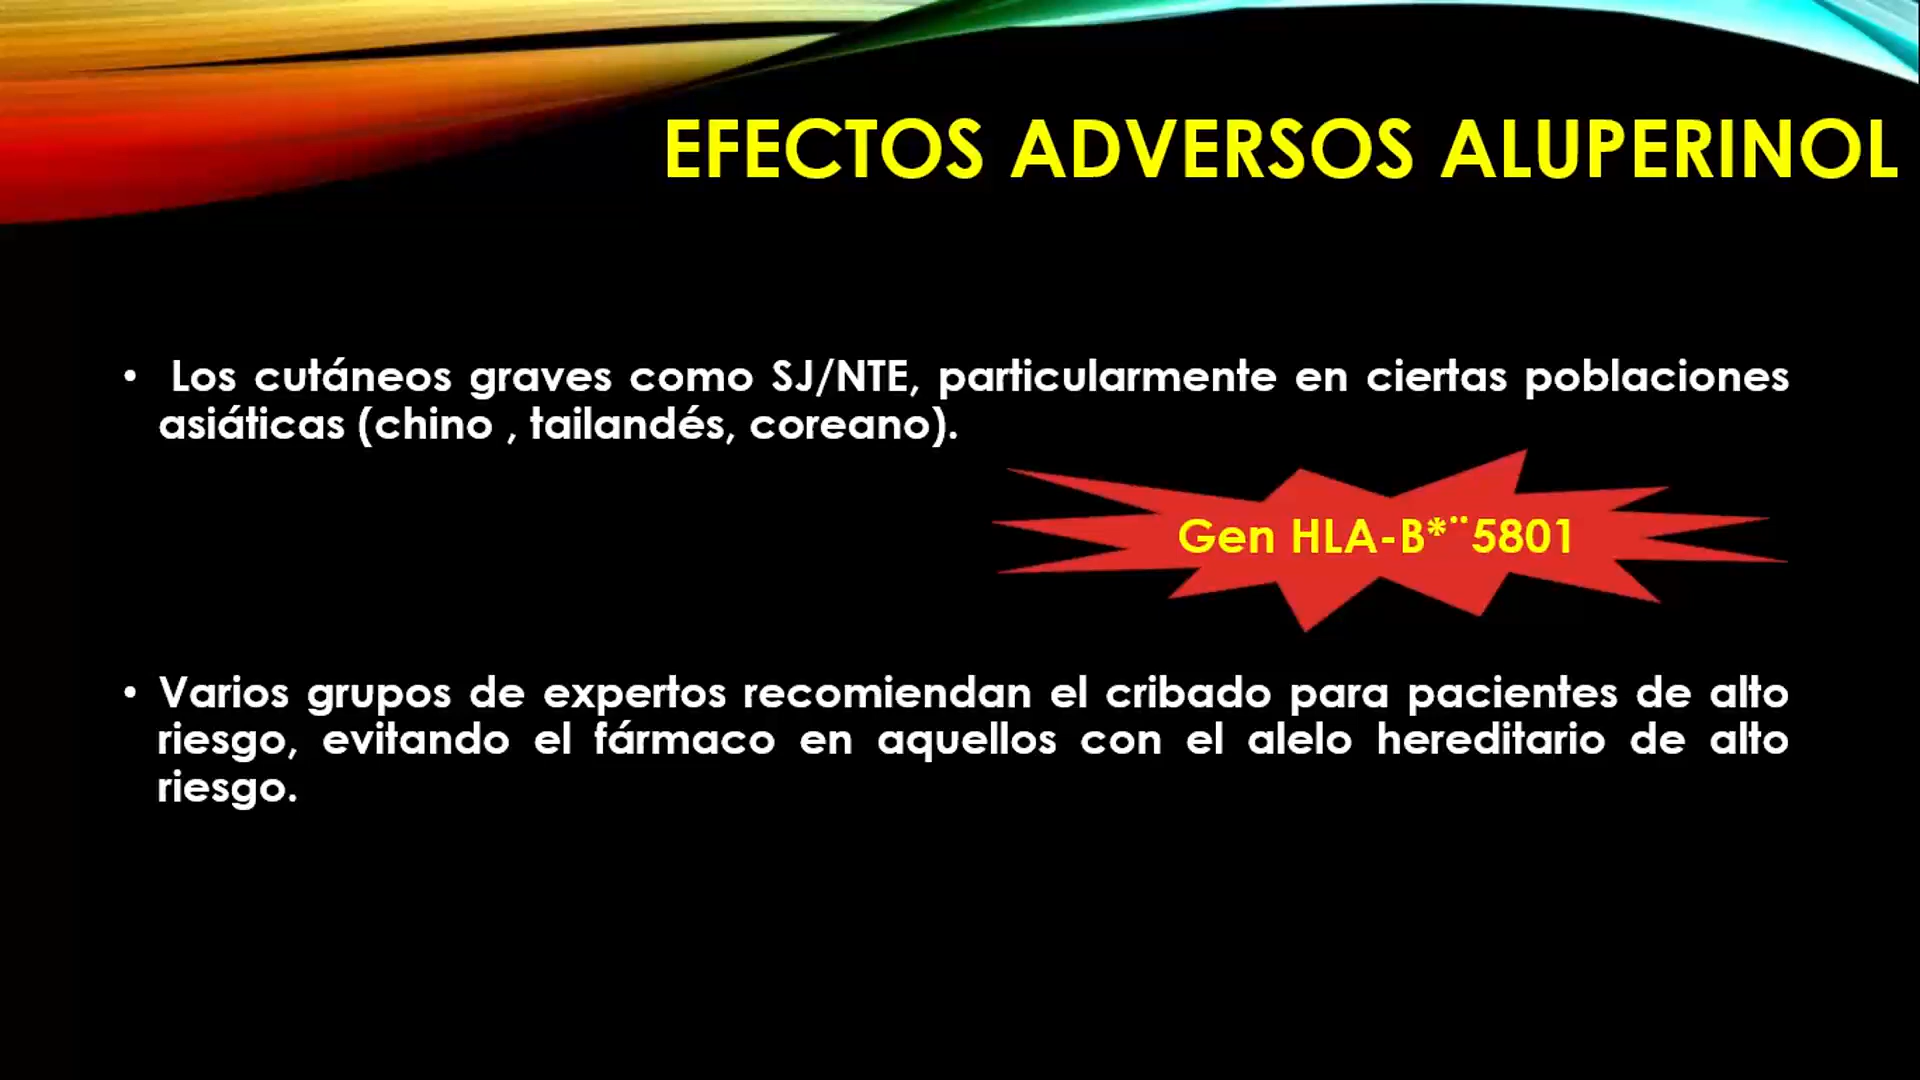 EFECTOS ADVERSOS ALUPERINOL
• Los cutáneos graves como SJ/NTE, particularmente en ciertas poblaciones
asiáticas (chino , tailandés, coreano).
Gen HLA-B*¨5801
• Varios grupos de expertos recomiendan el cribado para pacientes de alto
riesgo, evitando el fármaco en aquellos con el alelo hereditario de alto
riesgo.